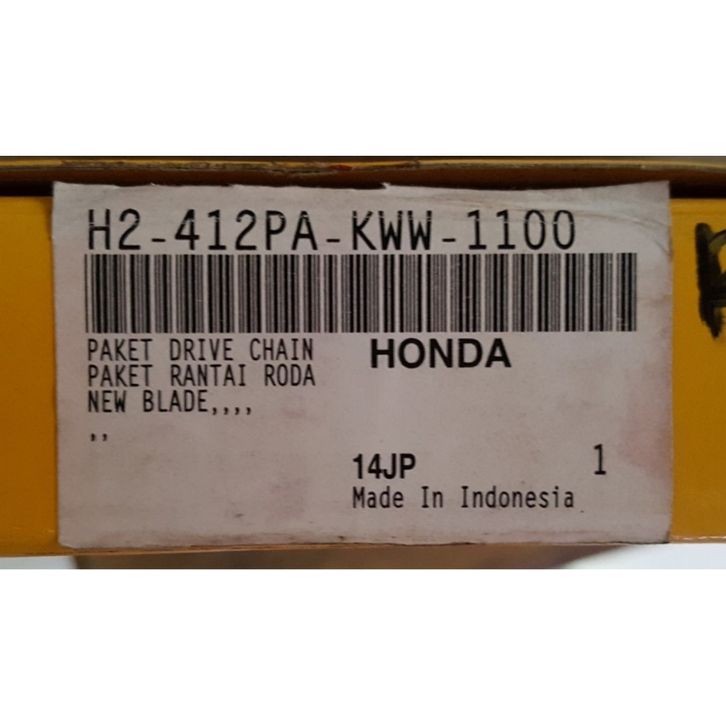 H2-412PA-KWW-1100
PAKET DRIVE CHAIN
HONDA
PAKET RANTAI RODA
NEW BLADE,,,,
,,
14JP
1
Made In Indonesia